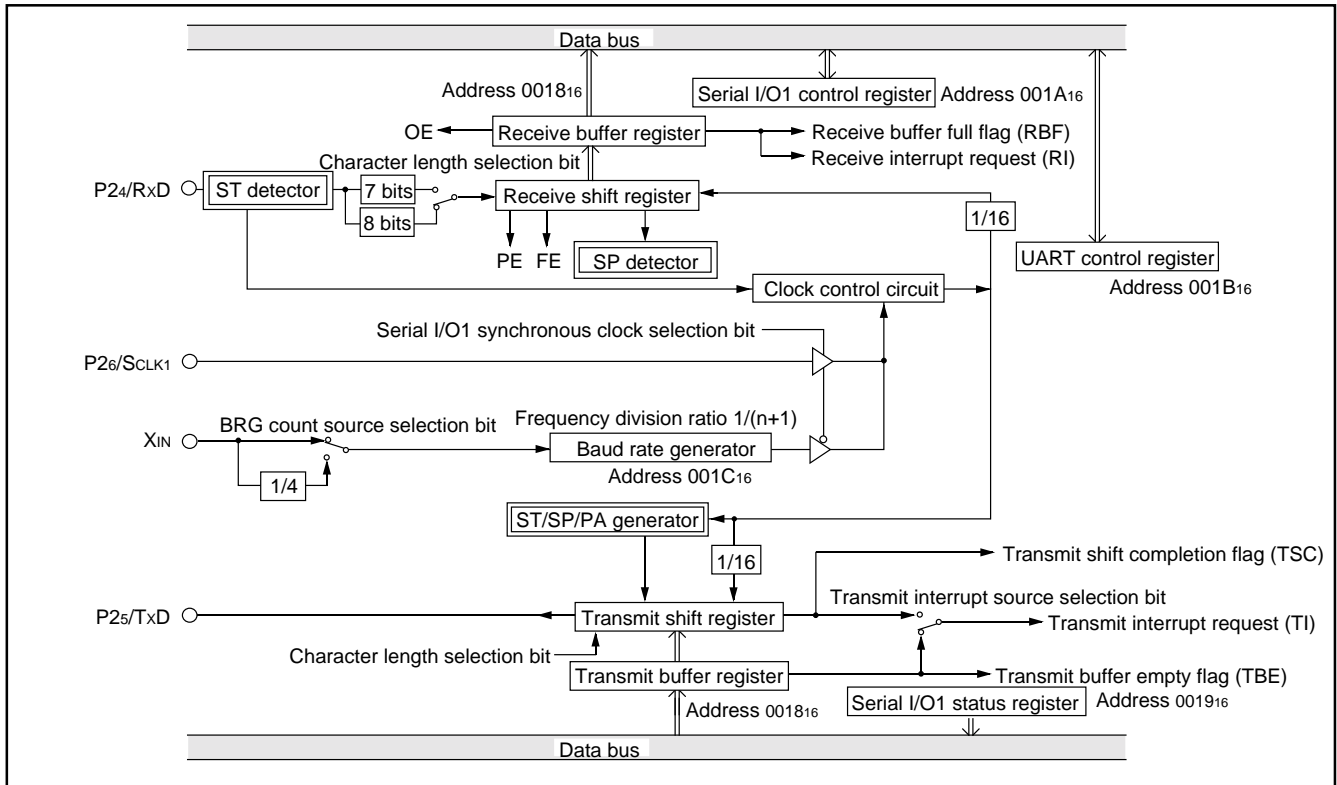 Data bus
Address 001816
Serial I/O1 control register
Address 001A16
OE
Receive buffer register
Receive buffer full flag (RBF)
Receive interrupt request (RI)
Character length selection bit
P24/RXD
ST detector
7 bits
8 bits
Receive shift register
1/16
PE
FE
SP detector
UART control register
Address 001B16
Clock control circuit
Serial I/O1 synchronous clock selection bit
P26/SCLK1
XIN
BRG count source selection bit
Frequency division ratio 1/(n+1)
Baud rate generator
Address 001C16
1/4
ST/SP/PA generator
1/16
Transmit shift completion flag (TSC)
Transmit interrupt source selection bit
P25/TXD
Transmit shift register
Transmit interrupt request (TI)
Character length selection bit
Transmit buffer register
Transmit buffer empty flag (TBE)
Address 001816
Serial I/O1 status register
Address 001916
Data bus